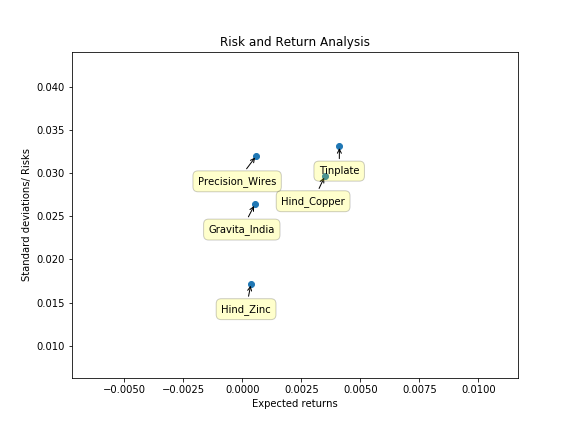 Risk and Return Analysis
Standard deviations/ Risks
0.040
0.035
0.030
0.025
0.020
0.015
0.010
Tinplate
Precision_Wires
Hind_Copper
Gravita_India
Hind_Zinc
−0.0050 −0.0025 0.0000 0.0025 0.0050 0.0075 0.0100
Expected returns